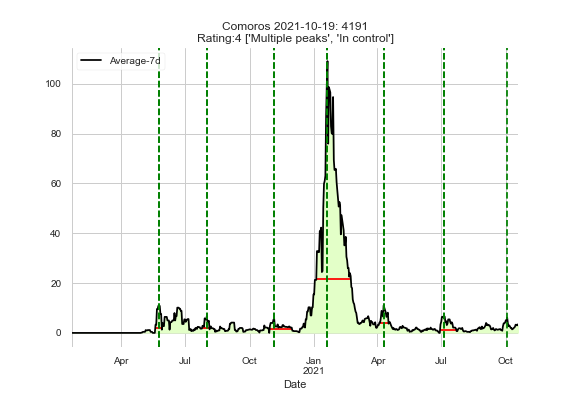 Comoros 2021-10-19: 4191
Rating:4 ['Multiple peaks', 'In control']
Average-7d
100
80
60
40
20
0
Apr Jul Oct Jan Apr Jul Oct
2021
Date